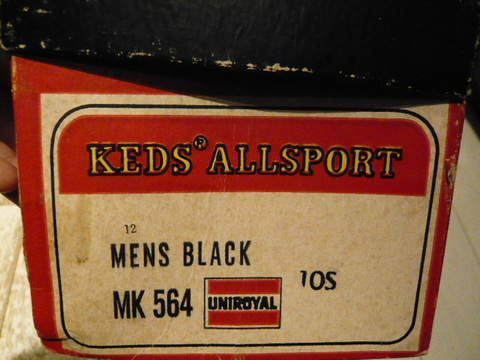 KEDS® ALLSPORT
12
MENS BLACK
MK 564 UNIROYAL 10S